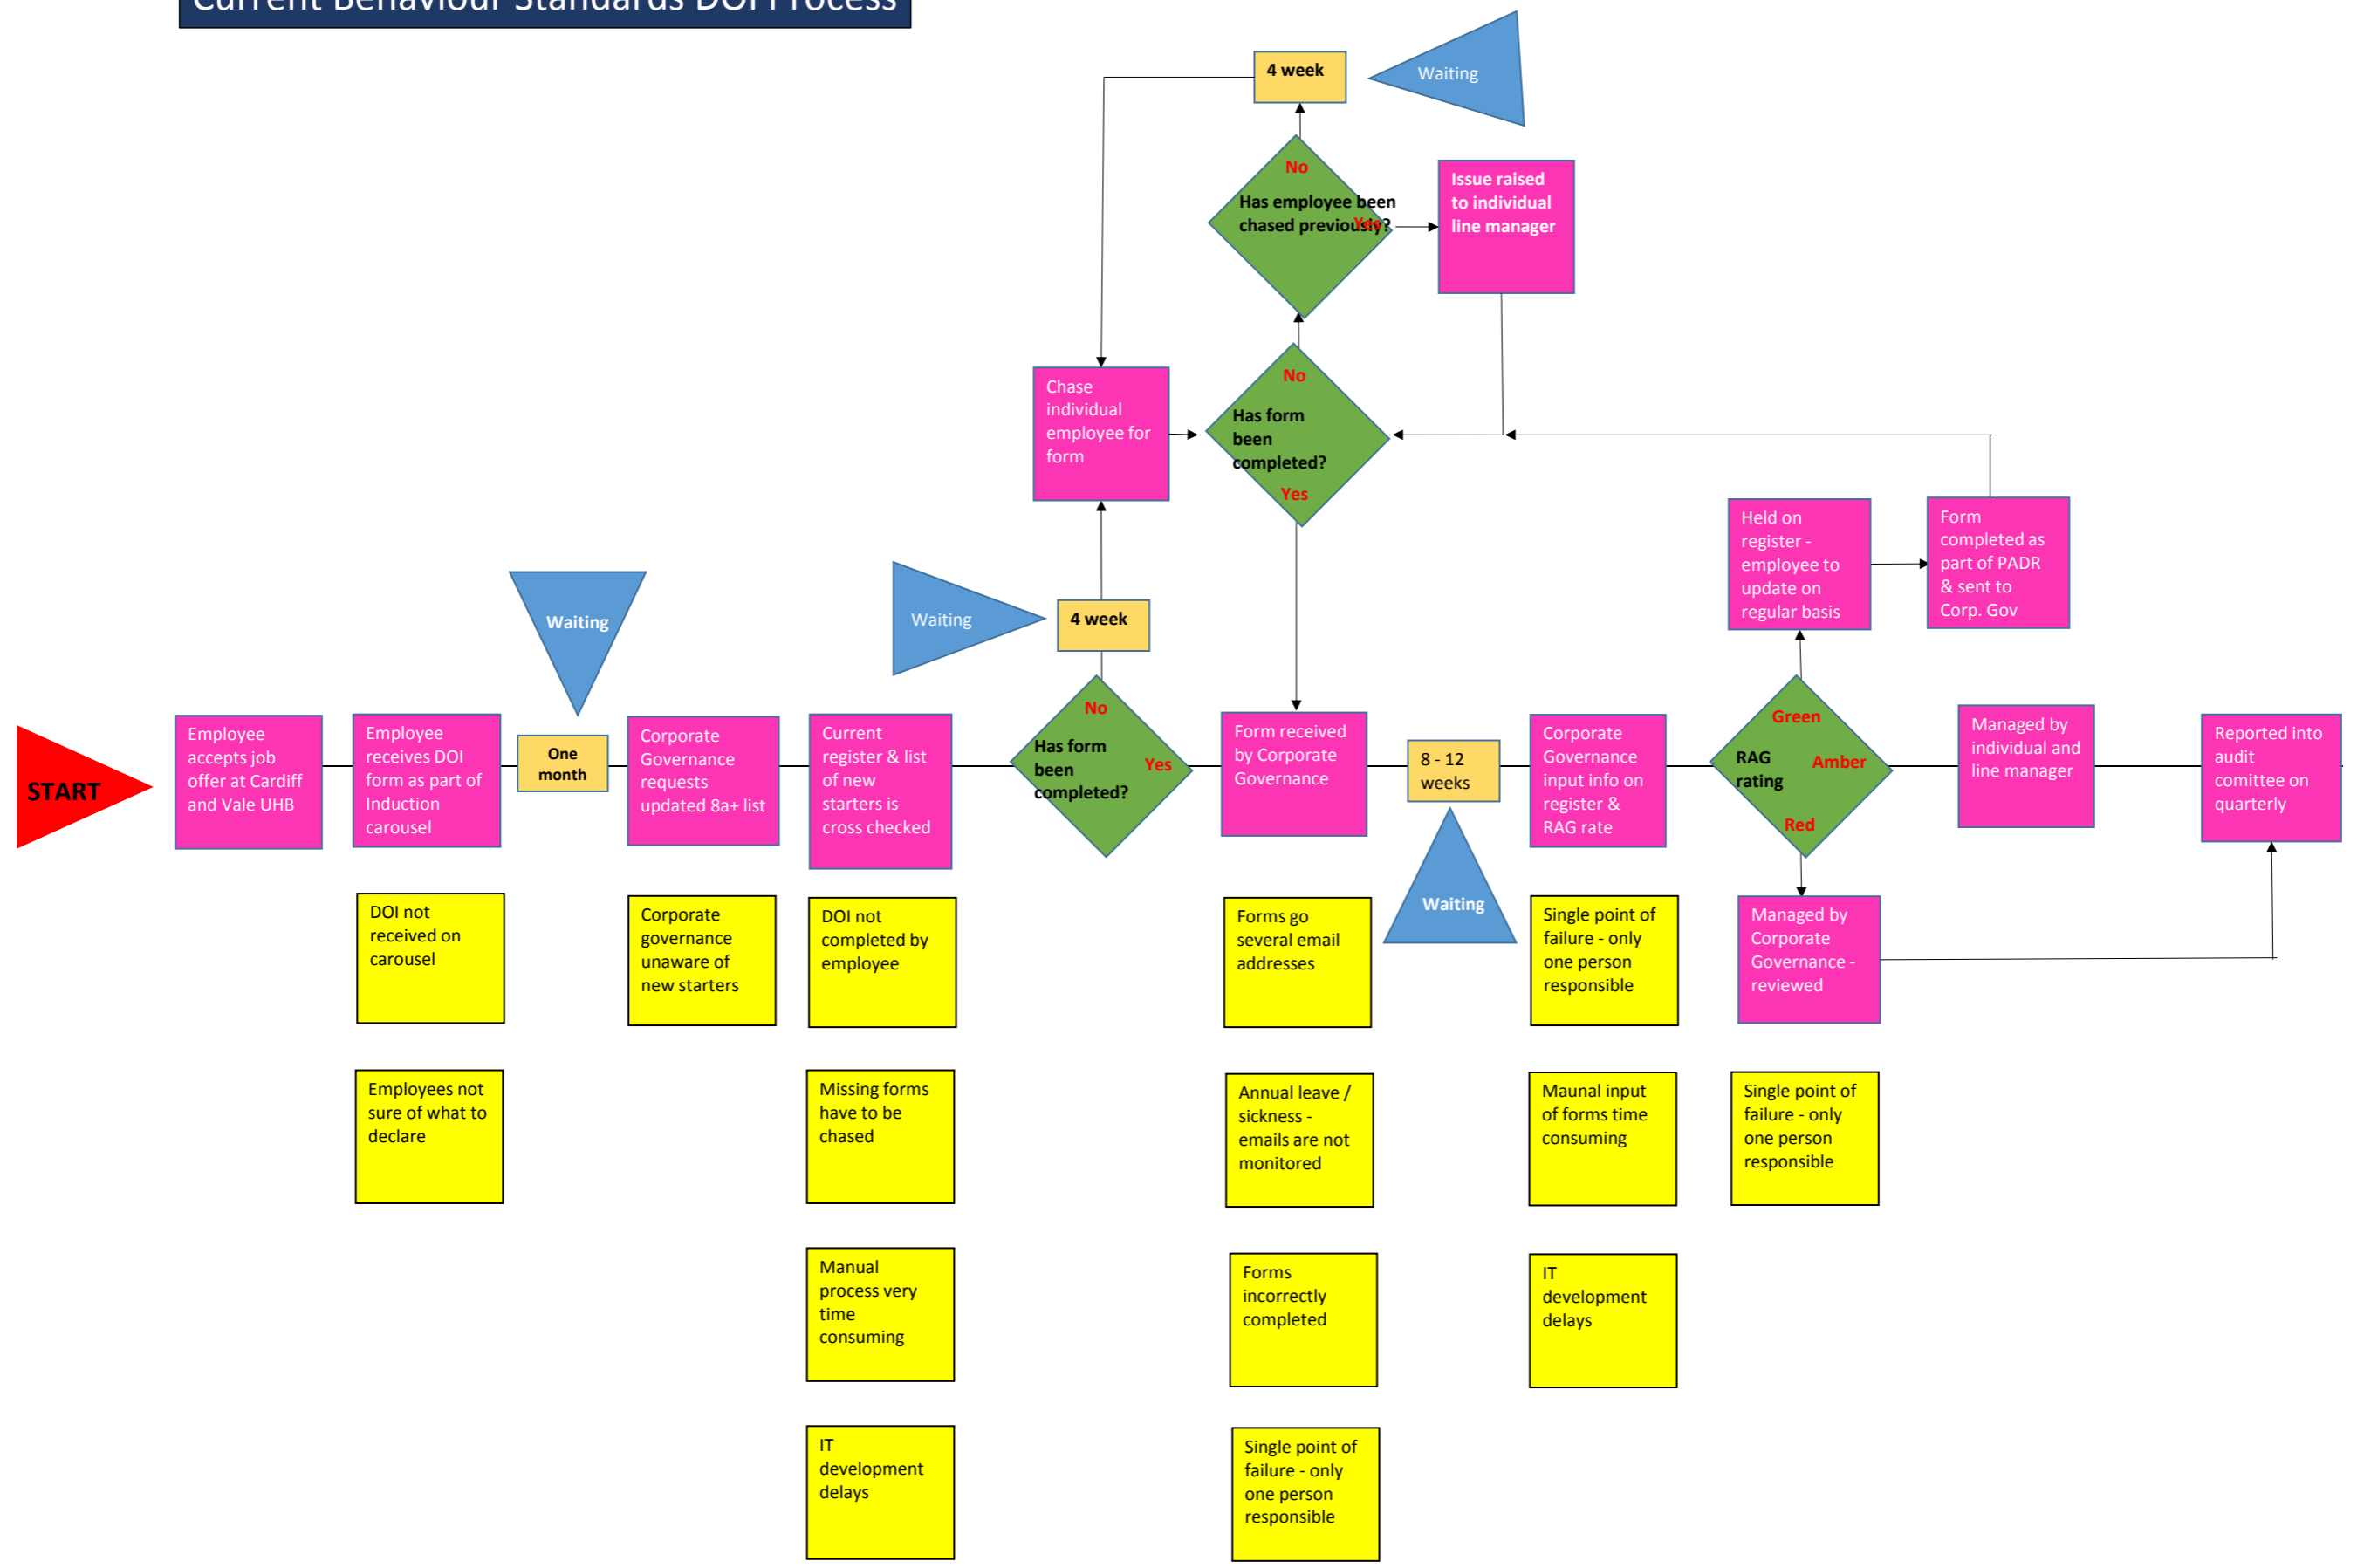 Current Behaviour Standards DOI Process
4 week
Waiting
No
Has employee been
chased previously?
Yes
Issue raised
to individual
line manager
Chase
individual
employee for
form
No
Has form
been
completed?
Yes
Held on
register -
employee to
update on
regular basis
Form
completed as
part of PADR
& sent to
Corp. Gov
Waiting
Waiting
4 week
START
Employee
accepts job
offer at Cardiff
and Vale UHB
Employee
receives DOI
form as part of
Induction
carousel
One
month
Corporate
Governance
requests
updated 8a+ list
Current
register & list
of new
starters is
cross checked
No
Has form
been
completed?
Yes
Form received
by Corporate
Governance
8 - 12
weeks
Waiting
Corporate
Governance
input info on
register &
RAG rate
Green
RAG
rating
Amber
Red
Managed by
individual and
line manager
Reported into
audit
comittee on
quarterly
Managed by
Corporate
Governance -
reviewed
DOI not
received on
carousel
Corporate
governance
unaware of
new starters
DOI not
completed by
employee
Forms go
several email
addresses
Single point of
failure - only
one person
responsible
Employees not
sure of what to
declare
Missing forms
have to be
chased
Annual leave /
sickness -
emails are not
monitored
Maunal input
of forms time
consuming
Single point of
failure - only
one person
responsible
Manual
process very
time
consuming
Forms
incorrectly
completed
IT
development
delays
IT
development
delays
Single point of
failure - only
one person
responsible